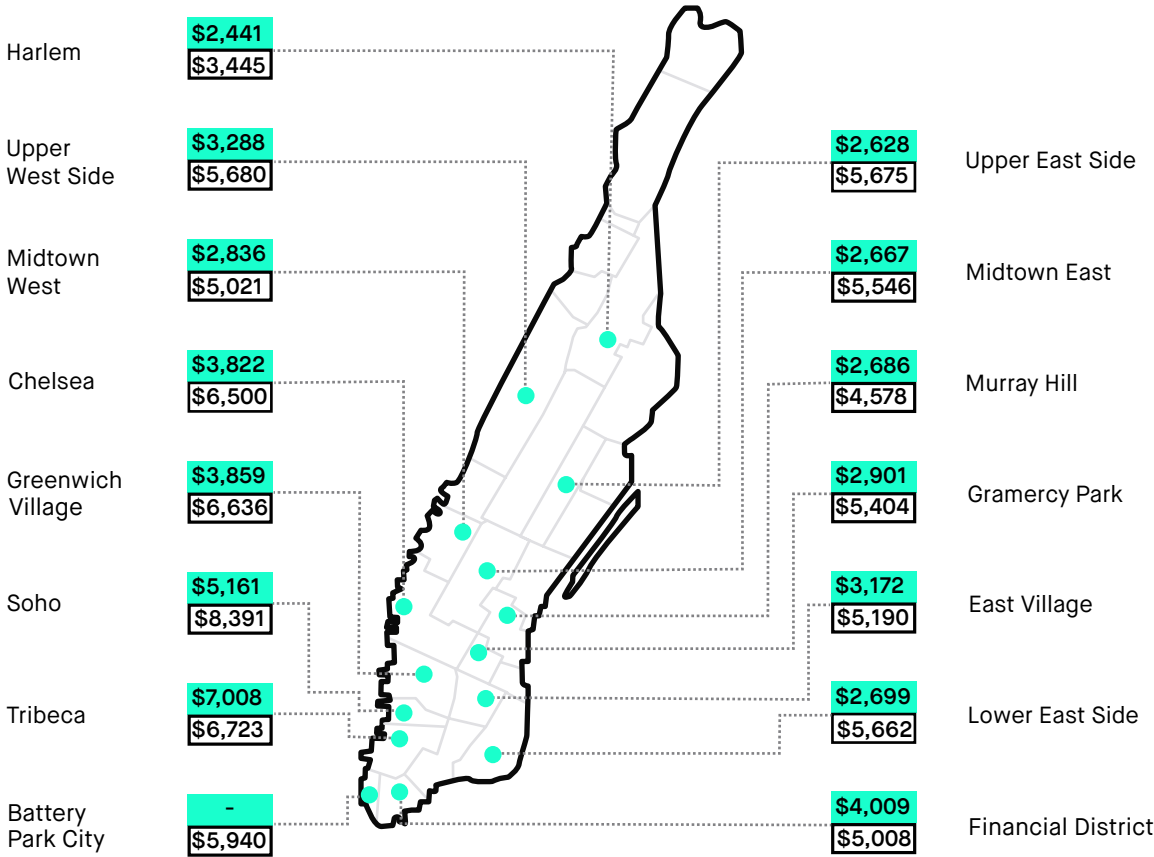 Harlem
$2,441
$3,445
Upper
West Side
$3,288
$5,680
Midtown
West
$2,836
$5,021
Chelsea
$3,822
$6,500
Greenwich
Village
$3,859
$6,636
Soho
$5,161
$8,391
Tribeca
$7,008
$6,723
Battery
Park City
-
$5,940
$2,628
$5,675
Upper East Side
$2,667
$5,546
Midtown East
$2,686
$4,578
Murray Hill
$2,901
$5,404
Gramercy Park
$3,172
$5,190
East Village
$2,699
$5,662
Lower East Side
$4,009
$5,008
Financial District